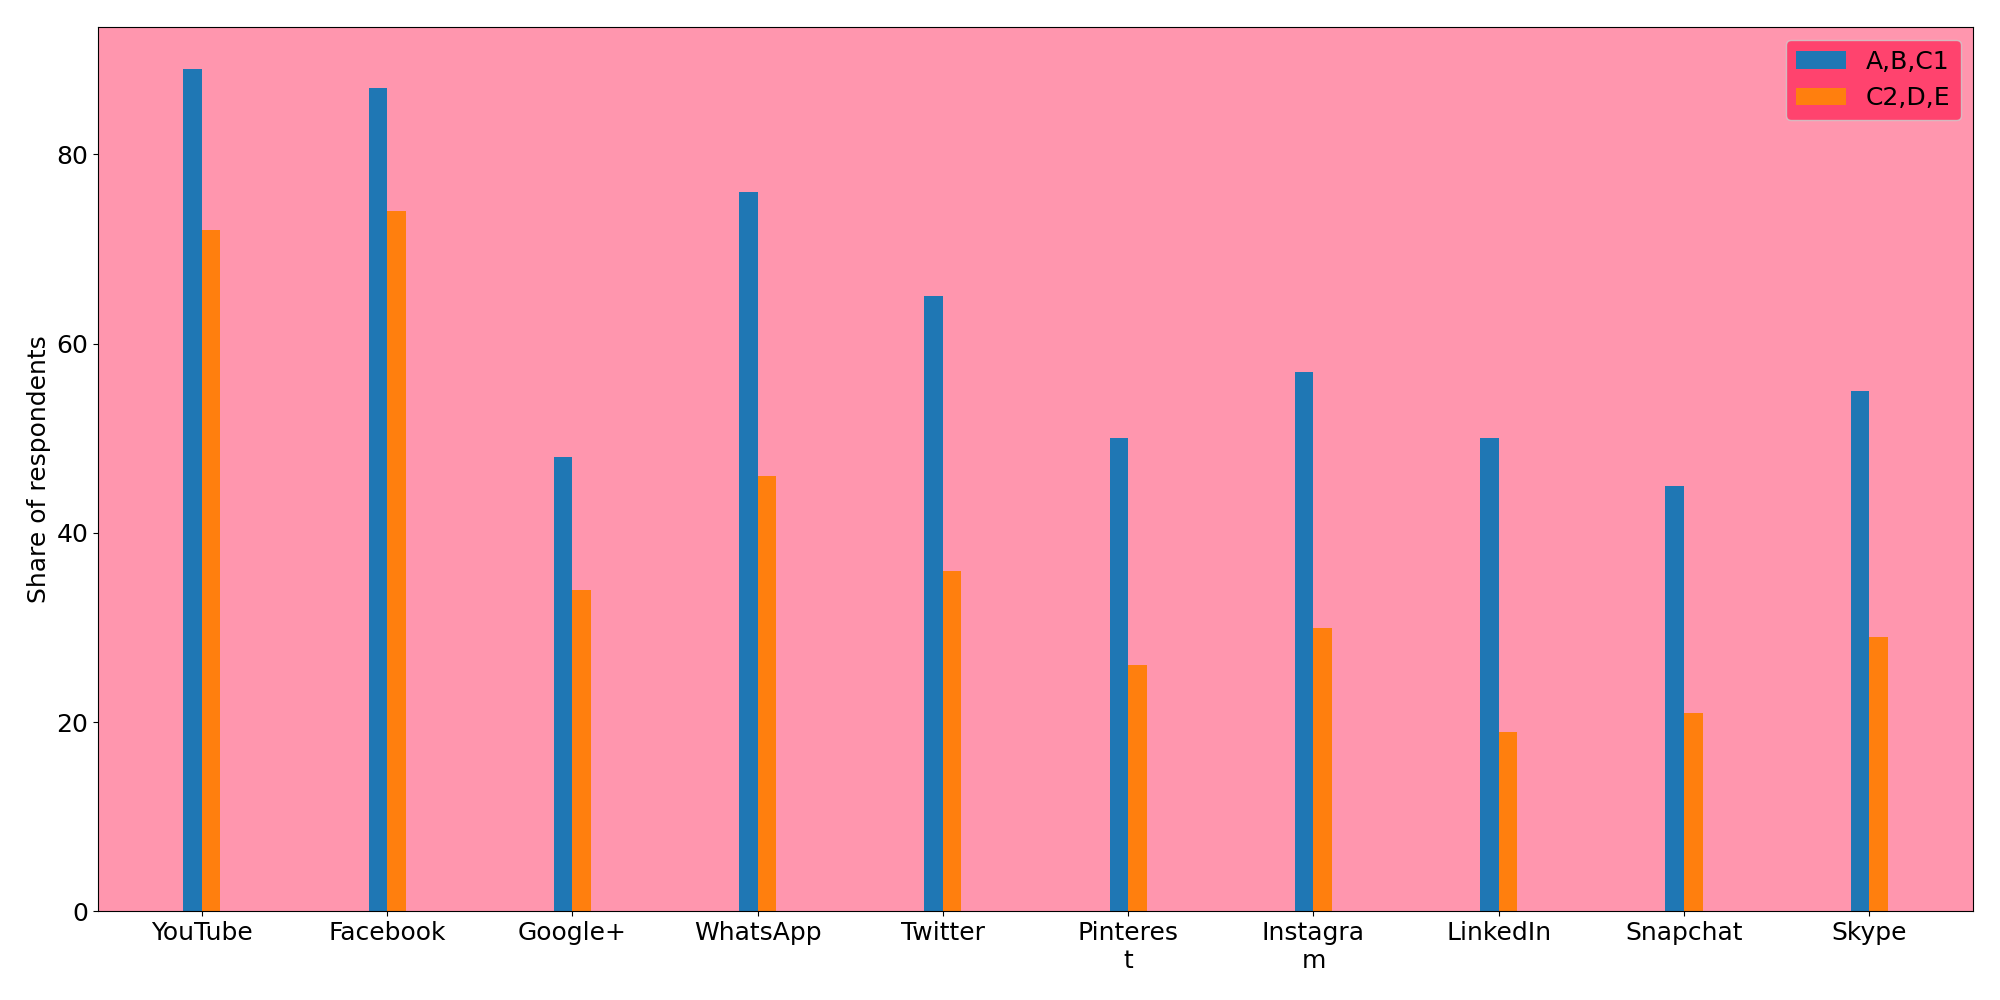 A,B,C1
C2,D,E
Share of respondents
80
60
40
20
0
YouTube Facebook Google+ WhatsApp Twitter Pinteres Instagra LinkedIn Snapchat Skype
t m